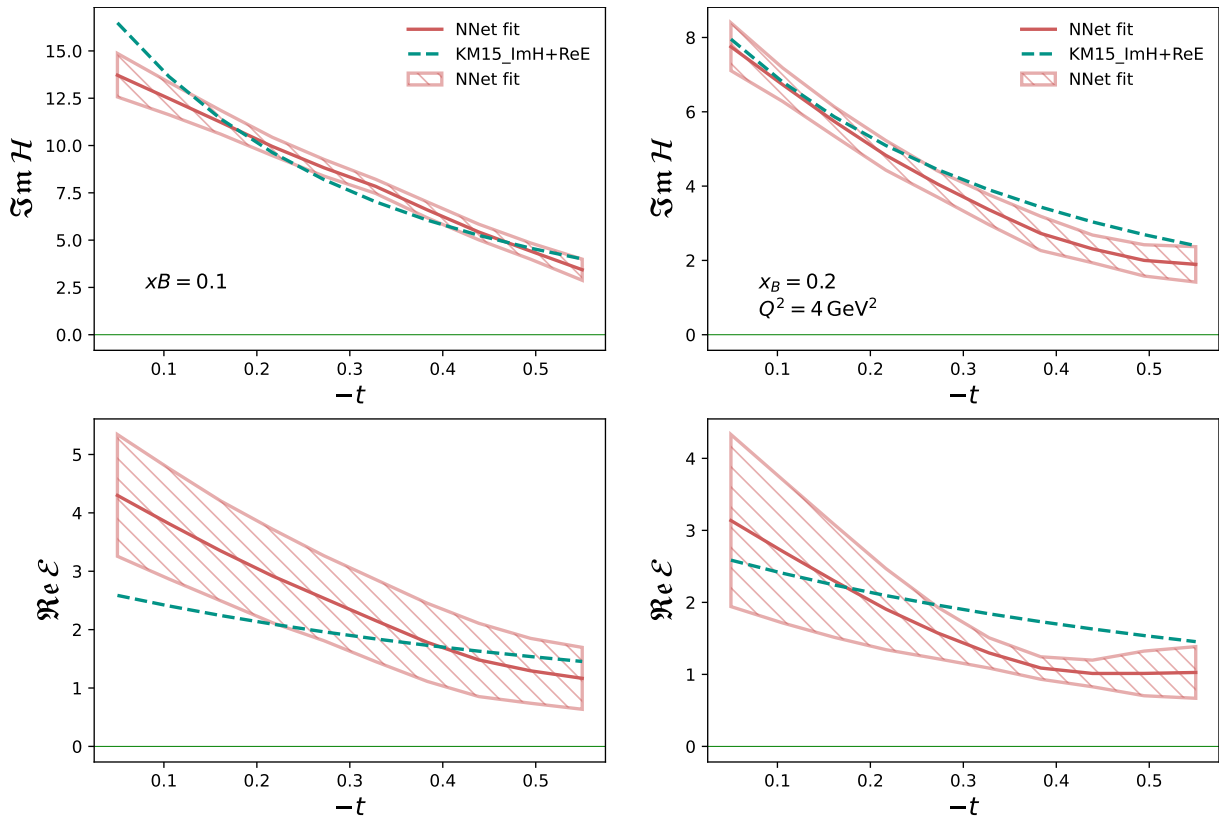 NNet fit
KM15_ImH+ReE
NNet fit
ℑ𝔪 ℋ
15.0
12.5
10.0
7.5
5.0
2.5
0.0
xB = 0.1
0.1 0.2 0.3 0.4 0.5
−t
NNet fit
KM15_ImH+ReE
NNet fit
ℑ𝔪 ℋ
8
6
4
2
0
x_B = 0.2
Q² = 4 GeV²
0.1 0.2 0.3 0.4 0.5
−t
ℜ𝔢 ℰ
5
4
3
2
1
0
0.1 0.2 0.3 0.4 0.5
−t
ℜ𝔢 ℰ
4
3
2
1
0
0.1 0.2 0.3 0.4 0.5
−t